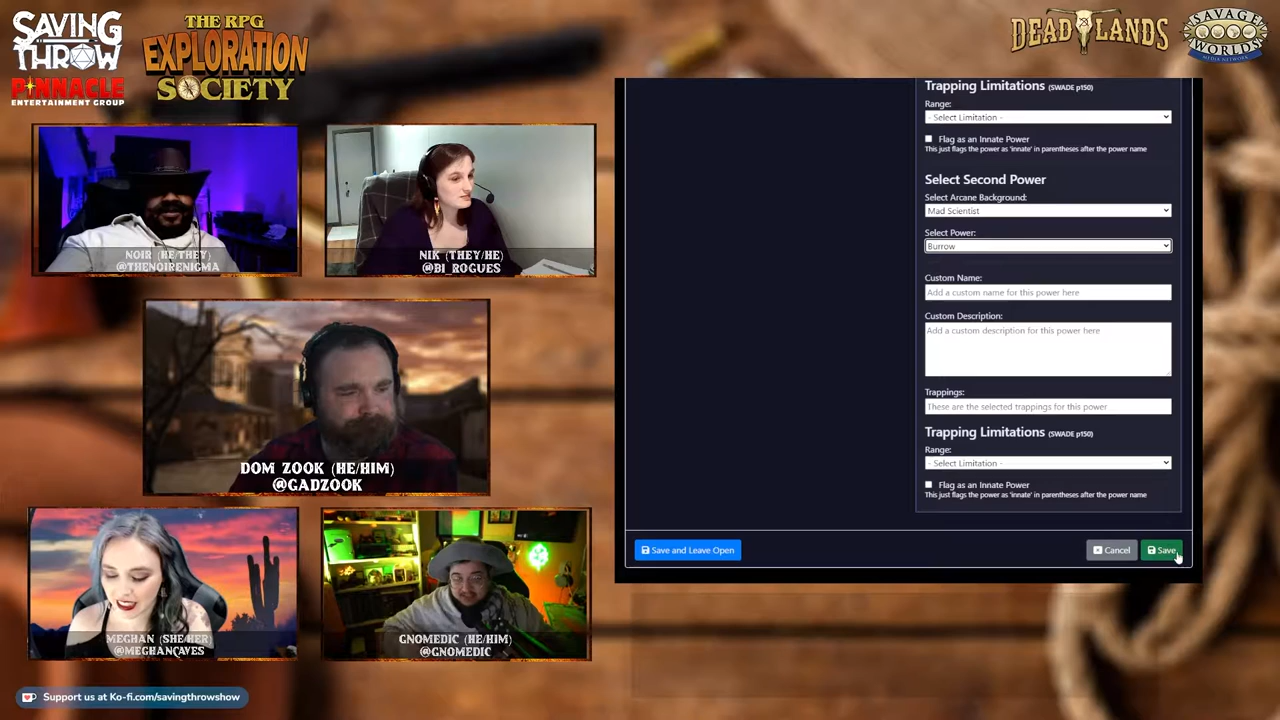 SAVING
THROW
PINNACLE
ENTERTAINMENT GROUP
THE RPG
EXPLORATION
SOCIETY
DEADLANDS
SAVAGE
WORLDS
MEDIA NETWORK
NOIR (HE/THEY)
@THENOIRENIGMA
NIK (THEY/HE)
@BI_ROGUES
DOM ZOOK (HE/HIM)
@GADZOOK
MEGHAN (SHE/HER)
@MEGHANCAVES
GNOMEDIC (HE/HIM)
@GNOMEDIC
Support us at Ko-fi.com/savingthrowshow
Trapping Limitations (SWADE p150)
Range:
- Select Limitation -
Flag as an Innate Power
This just flags the power as 'innate' in parentheses after the power name
Select Second Power
Select Arcane Background:
Mad Scientist
Select Power:
Burrow
Custom Name:
Add a custom name for this power here
Custom Description:
Add a custom description for this power here
Trappings:
These are the selected trappings for this power
Trapping Limitations (SWADE p150)
Range:
- Select Limitation -
Flag as an Innate Power
This just flags the power as 'innate' in parentheses after the power name
Save and Leave Open
Cancel
Save